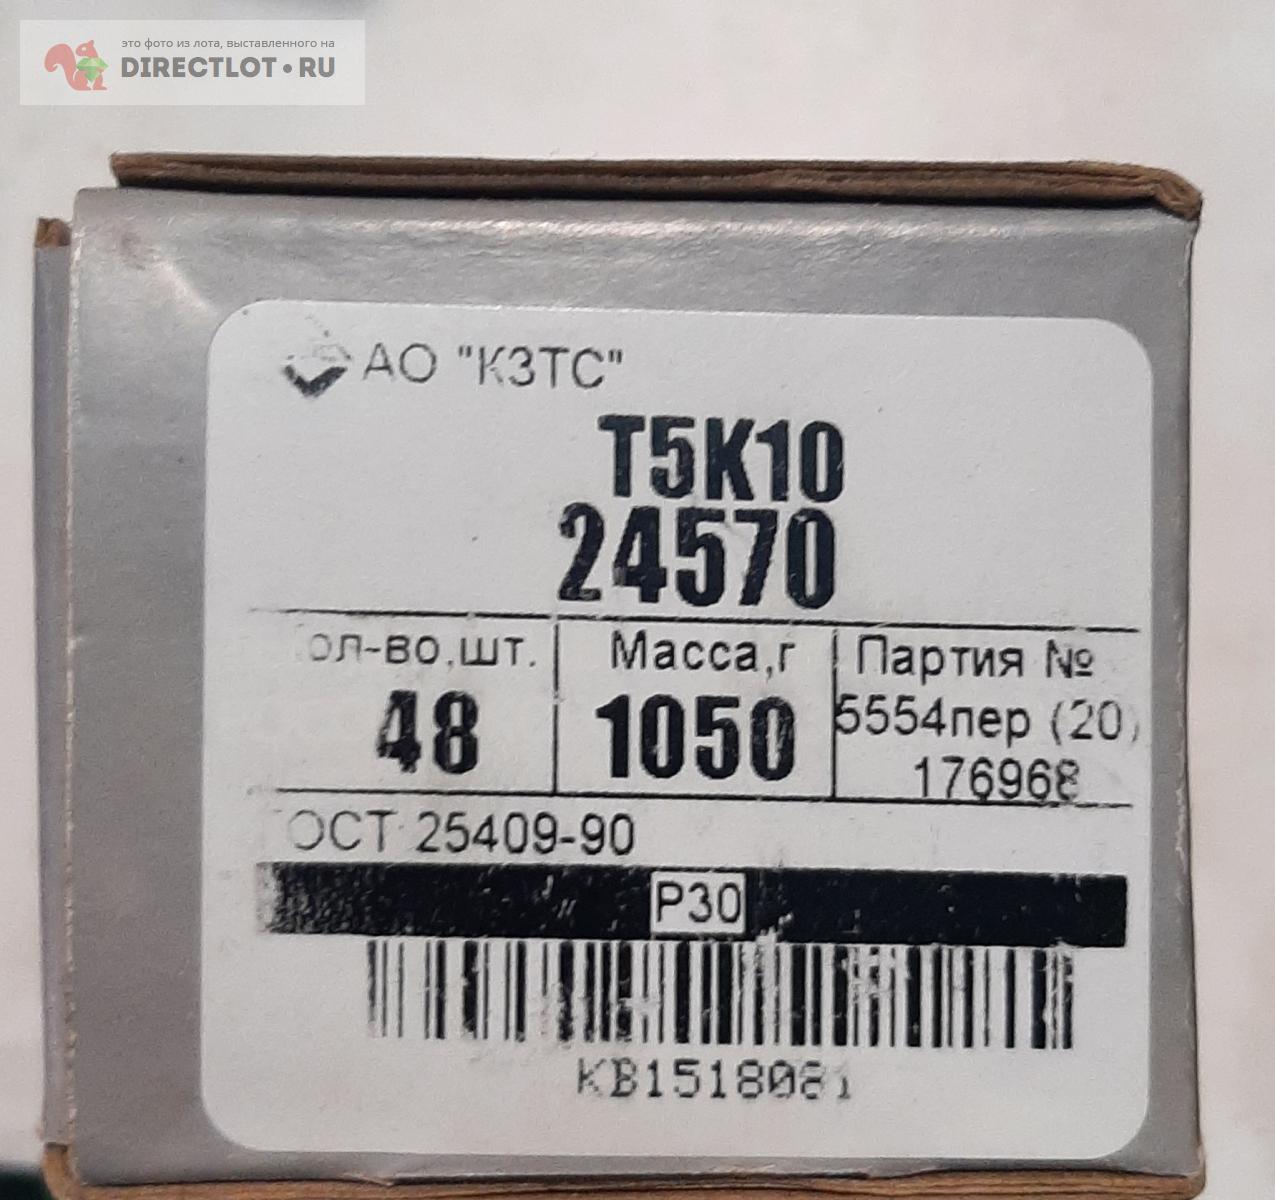 это фото из лота, выставленного на
DIRECTLOT.RU
АО "КЗТС"
Т5К10
24570
ол-во,шт.
Масса,г
Партия №
48
1050
5554пер (20)
176968
ОСТ 25409-90
P30
KB1518081